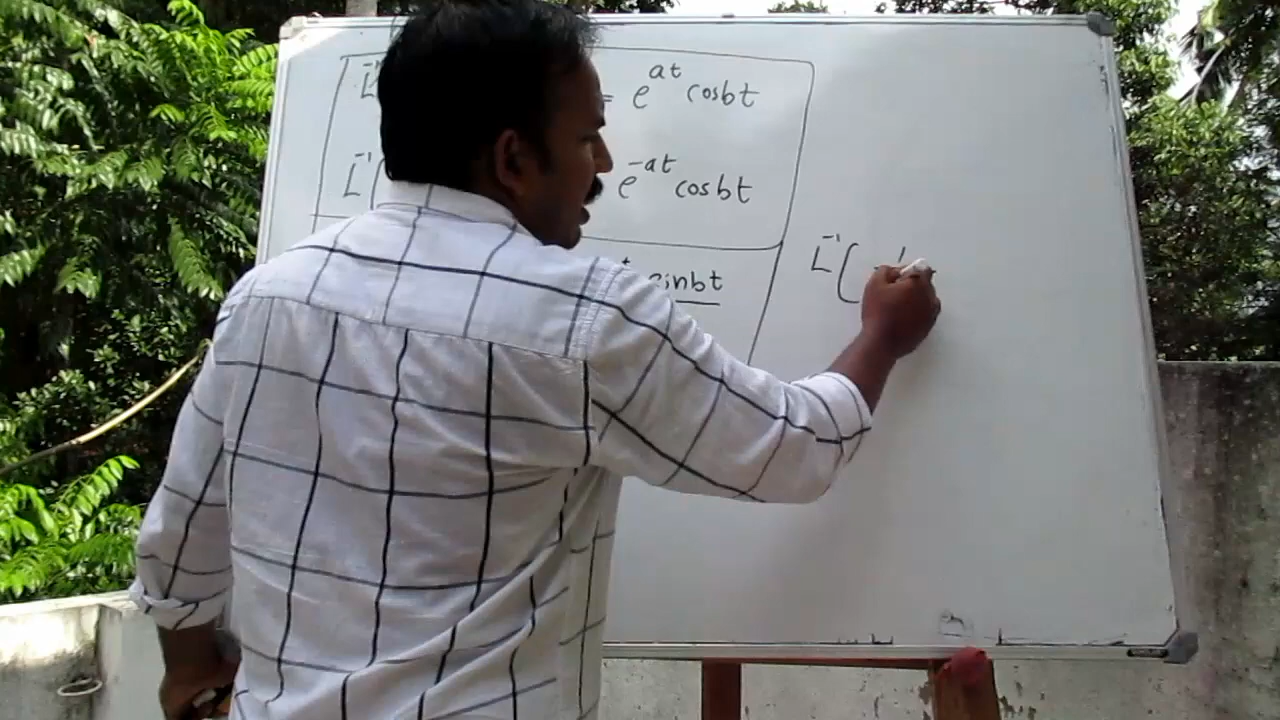 L⁻¹ = e^{at} cosbt
L⁻¹( e^{-at} cosbt
sinbt
L⁻¹(